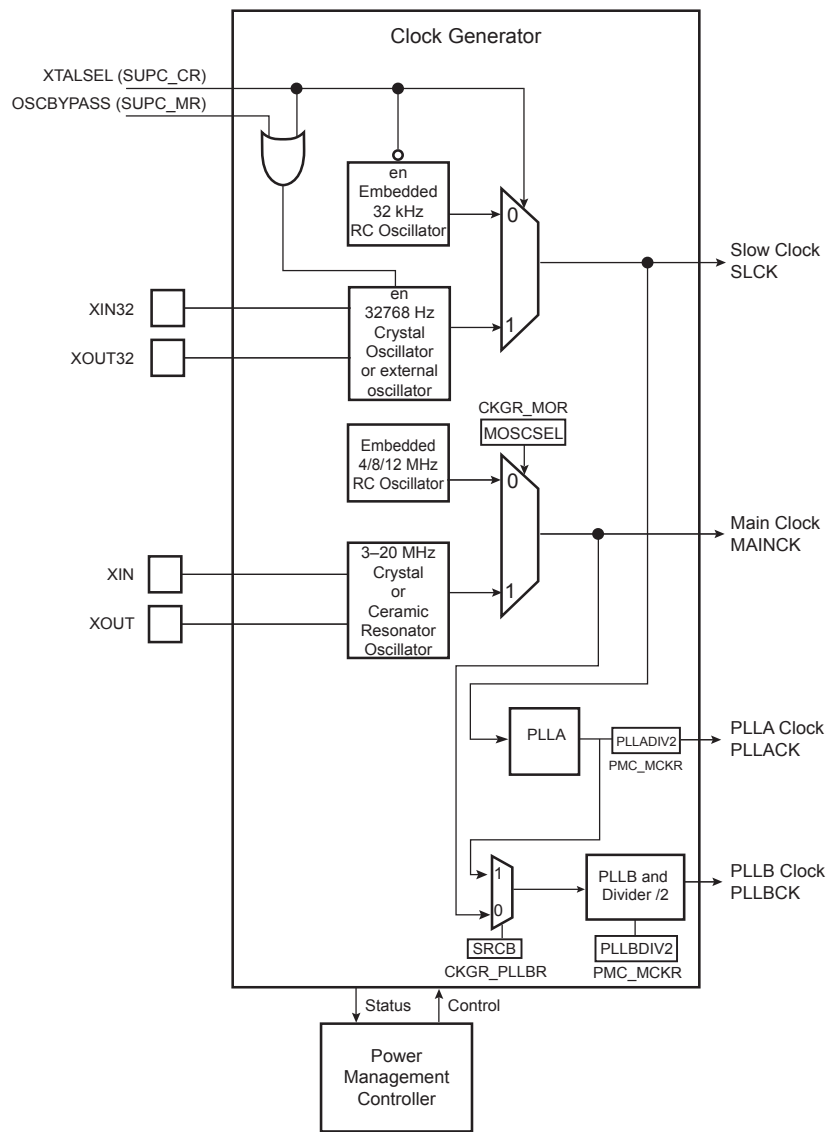 Clock Generator
XTALSEL (SUPC_CR)
OSCBYPASS (SUPC_MR)
en
Embedded
32 kHz
RC Oscillator
0
Slow Clock
SLCK
XIN32
XOUT32
en
32768 Hz
Crystal
Oscillator
or external
oscillator
1
CKGR_MOR
MOSCSEL
Embedded
4/8/12 MHz
RC Oscillator
0
Main Clock
MAINCK
XIN
XOUT
3–20 MHz
Crystal
or
Ceramic
Resonator
Oscillator
1
PLLA
PLLADIV2
PMC_MCKR
PLLA Clock
PLLACK
1
0
SRCB
CKGR_PLLBR
PLLB and
Divider /2
PLLBDIV2
PMC_MCKR
PLLB Clock
PLLBCK
Status
Control
Power
Management
Controller